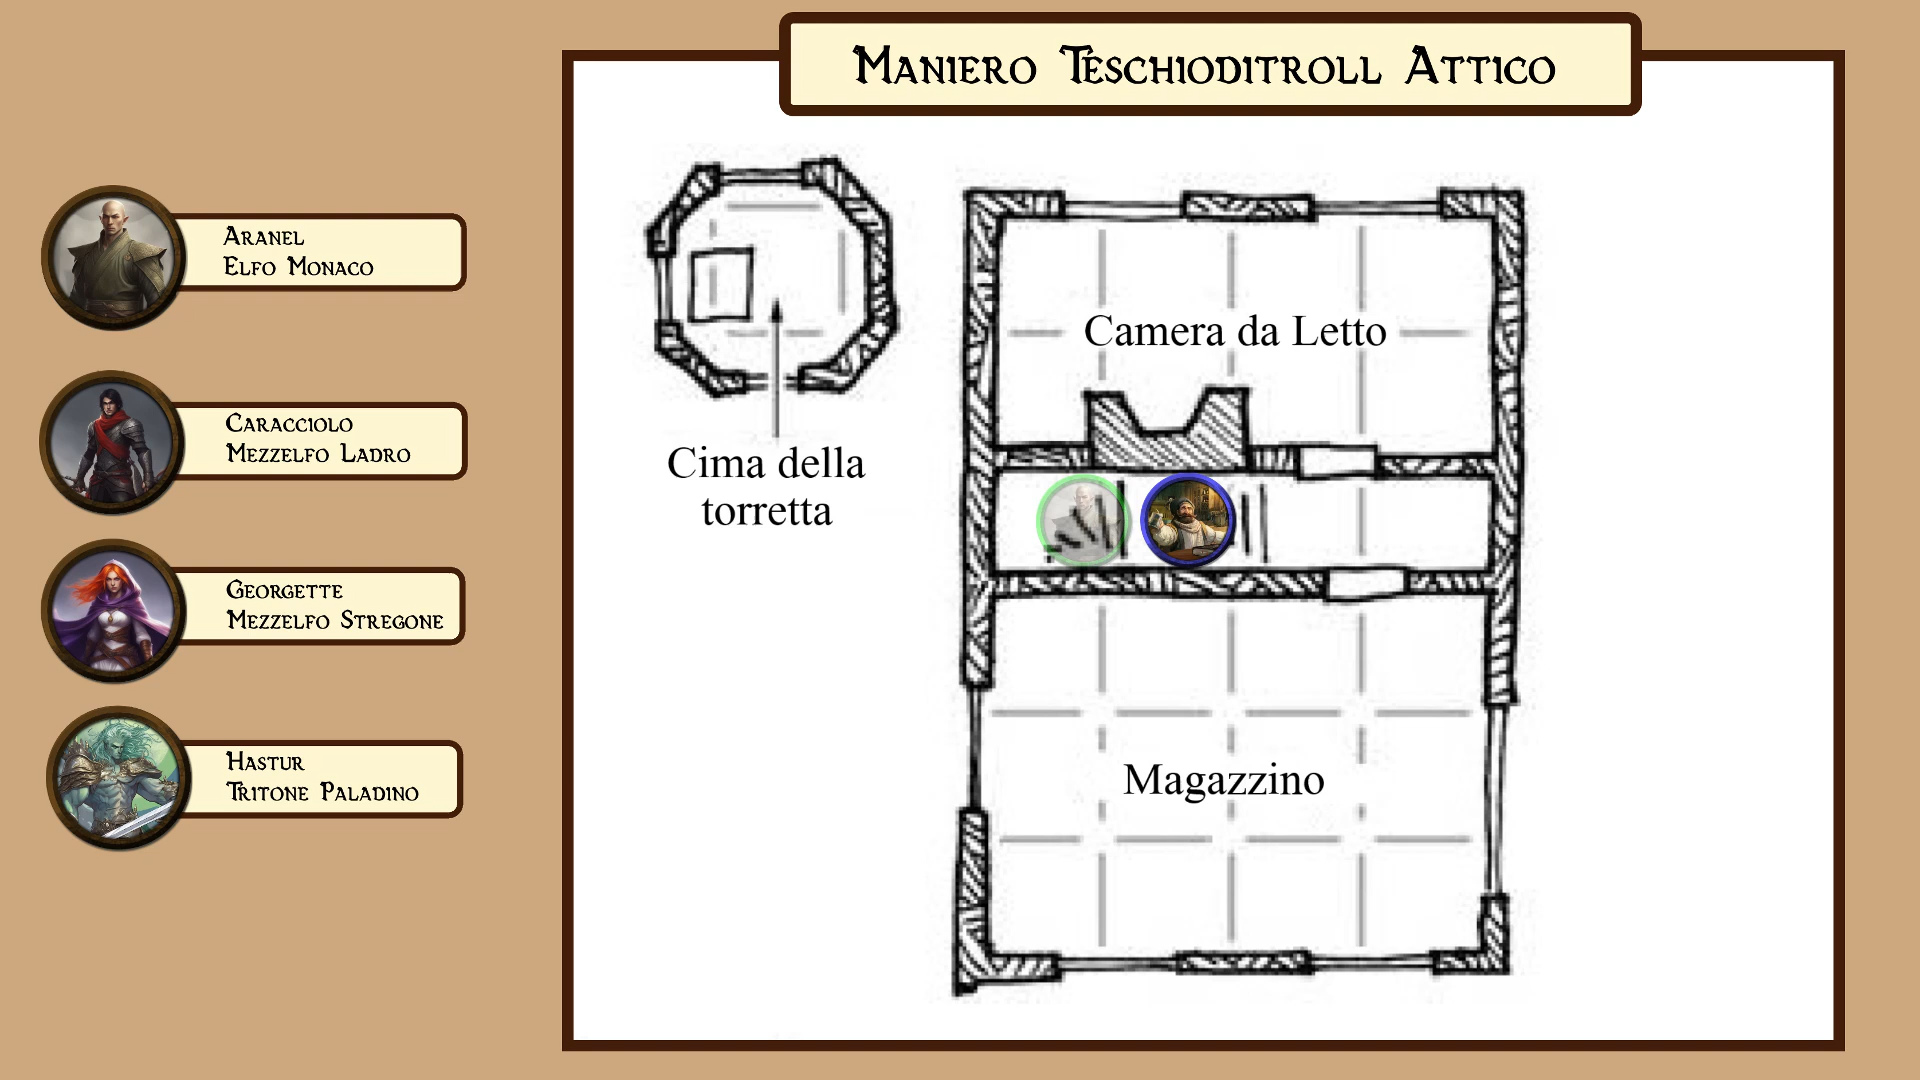 Maniero Teschioditroll Attico
Aranel
Elfo Monaco
Caracciolo
Mezzelfo Ladro
Georgette
Mezzelfo Stregone
Hastur
Tritone Paladino
Cima della
torretta
Camera da Letto
Magazzino